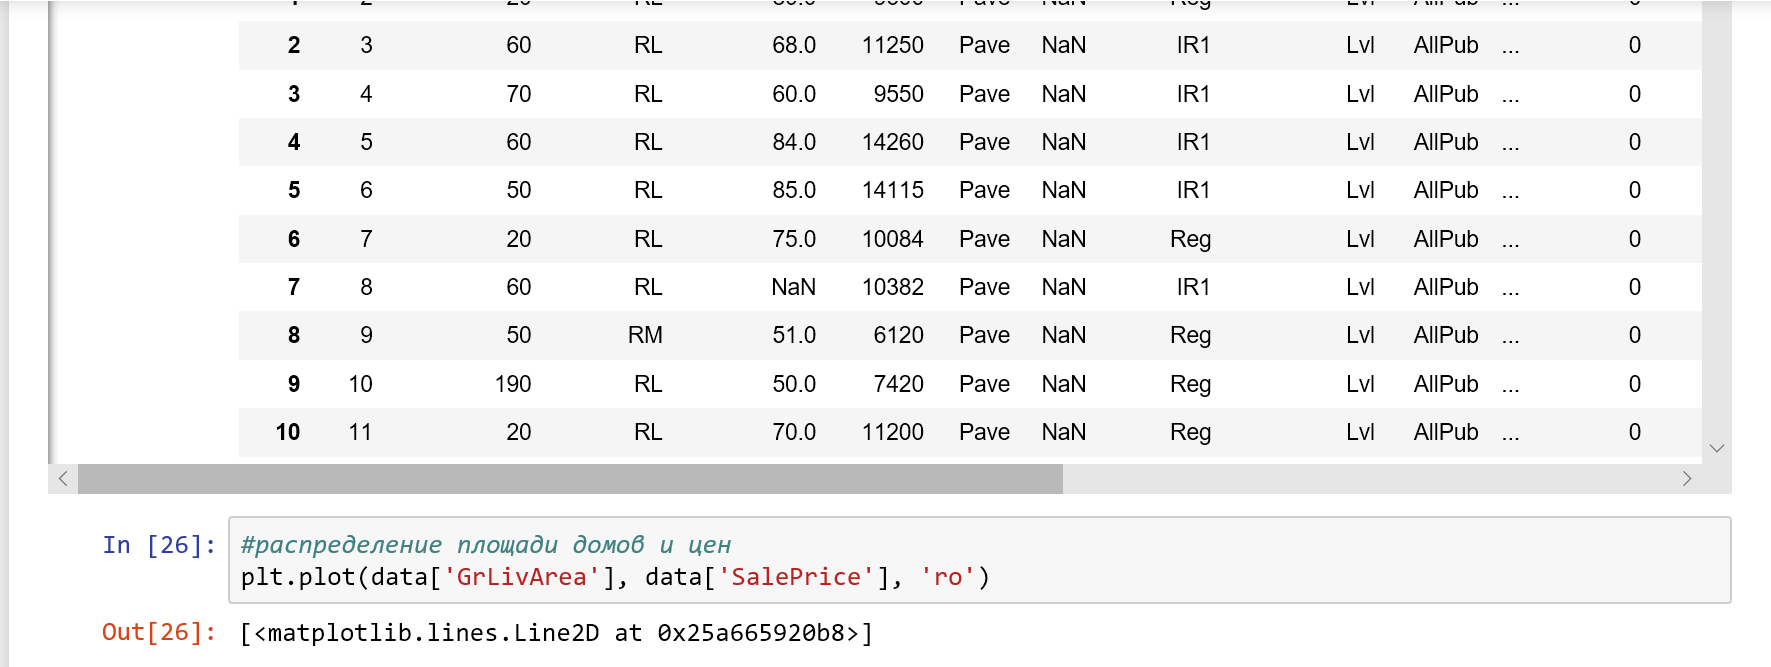 2 3 60 RL 68.0 11250 Pave NaN IR1 Lvl AllPub ... 0
3 4 70 RL 60.0 9550 Pave NaN IR1 Lvl AllPub ... 0
4 5 60 RL 84.0 14260 Pave NaN IR1 Lvl AllPub ... 0
5 6 50 RL 85.0 14115 Pave NaN IR1 Lvl AllPub ... 0
6 7 20 RL 75.0 10084 Pave NaN Reg Lvl AllPub ... 0
7 8 60 RL NaN 10382 Pave NaN IR1 Lvl AllPub ... 0
8 9 50 RM 51.0 6120 Pave NaN Reg Lvl AllPub ... 0
9 10 190 RL 50.0 7420 Pave NaN Reg Lvl AllPub ... 0
10 11 20 RL 70.0 11200 Pave NaN Reg Lvl AllPub ... 0
In [26]: #распределение площади домов и цен
plt.plot(data['GrLivArea'], data['SalePrice'], 'ro')
Out[26]: [<matplotlib.lines.Line2D at 0x25a665920b8>]